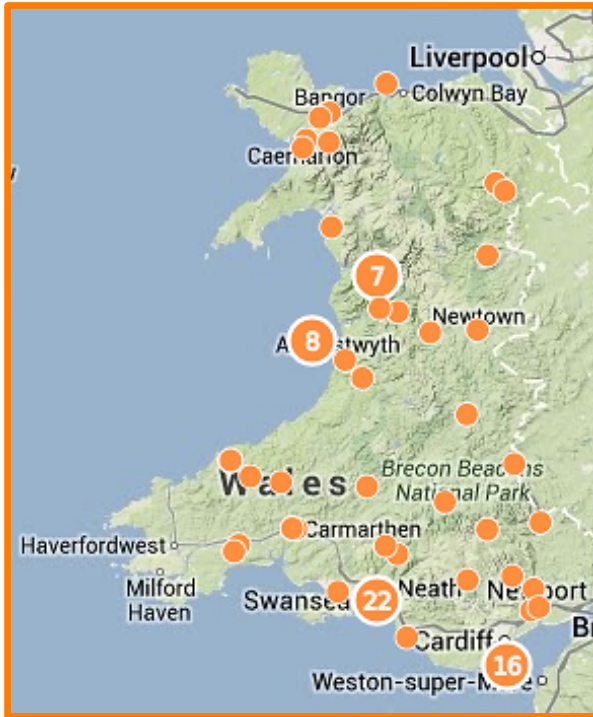 Liverpool
Bangor
Colwyn Bay
Caernarfon
7
Newtown
8
Wales
Brecon Beacons
National Park
Haverfordwest
Carmarthen
Milford
Haven
Neath
Newport
Swansea
22
Cardiff
16
Weston-super-Mare